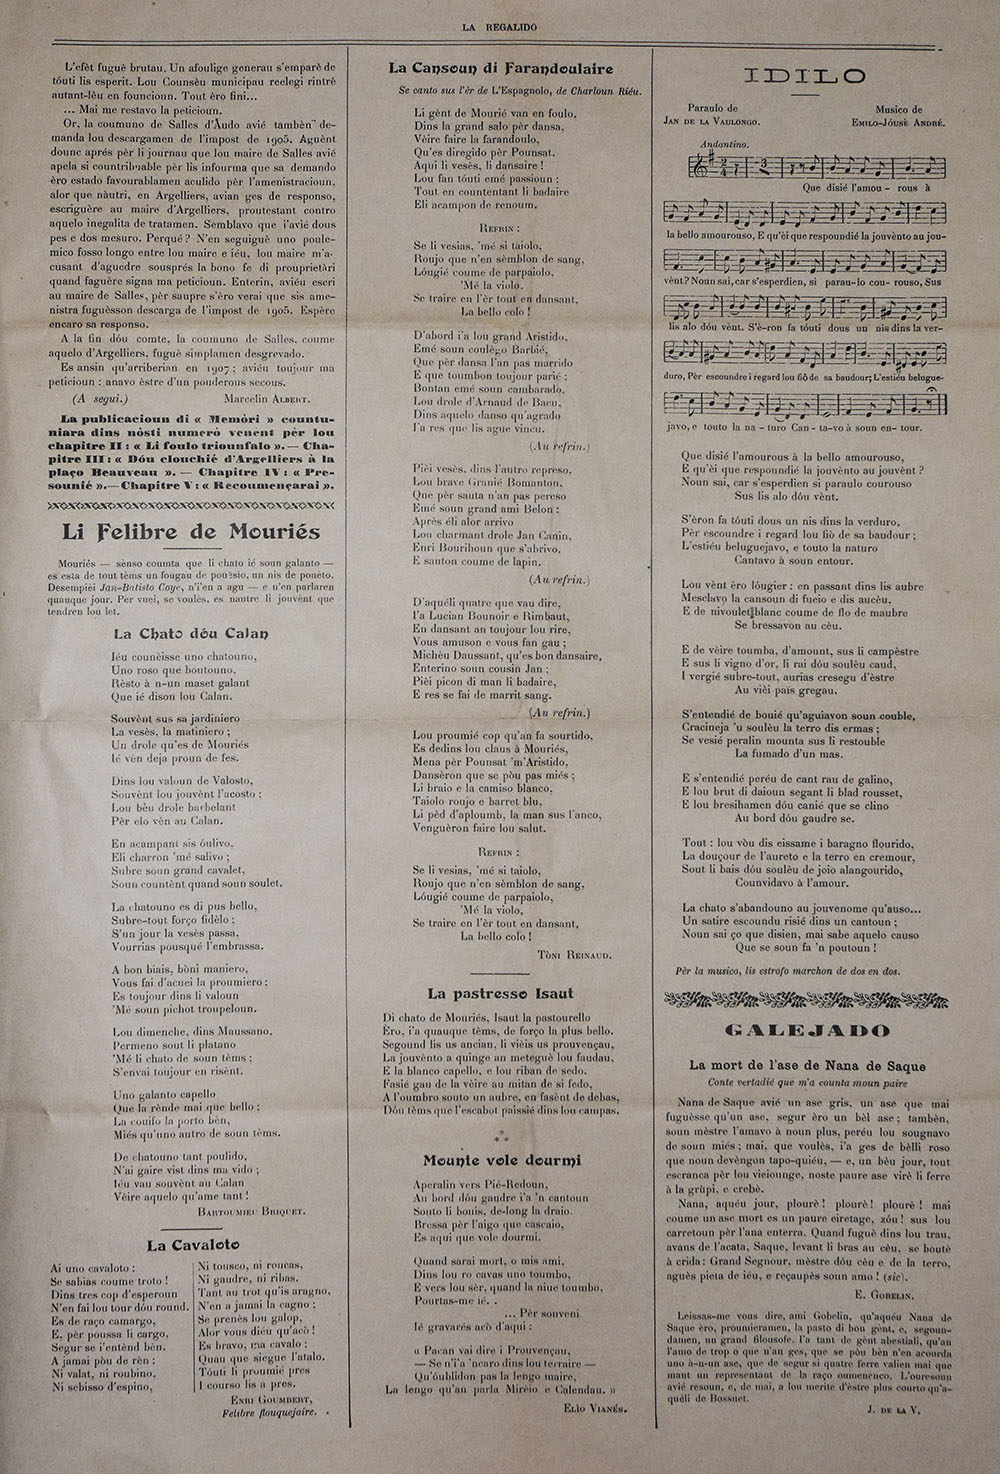 LA REGALIDO
L'efèt fuguè brutau. Un afoulige generau s'emparè de
tóuti lis esperit. Lou Counsèu municipau reelegi rintrè
autant-lèu en founcioun. Tout èro fini...
... Mai me restavo la peticioun.
Or, la coumuno de Salles d'Àudo avié tambèn de-
manda lou descargamen de l'impost de 1905. Aguènt
dounc aprés pèr li journau que lou maire de Salles avié
apela si countribuable pèr lis infourma que sa demando
èro estado favourablamen aculido pèr l'amenistracioun,
alor que nàutri, en Argelliers, avian ges de responso,
escriguère au maire d'Argelliers, proutestant contro
aquelo inegalita de tratamen. Semblavo que i'avié dous
pes e dos mesuro. Perqué ? N'en seguiguè uno poule-
mico fosso longo entre lou maire e iéu, lou maire m'a-
cusant d'aguedre souspré la bono fe di prouprietàri
quand faguère signa ma peticioun. Enterin, aviéu escri
au maire de Salles, pèr saupre s'èro verai que sis ame-
nistra fuguèsson descarga de l'impost de 1905. Espère
encaro sa responso.
A la fin dóu comte, la coumuno de Salles, coume
aquelo d'Argelliers, fuguè simplamen desgrevado.
Es ansin qu'arriberian en 1907 ; avién toujour ma
peticioun : anavo èstre d'un pouderous secous.
(A segui.) Marcelin ALBERT.
La publicacioun di « Memòri » countu-
niara dins nòsti numerò venènt pèr lou
chapitre II : « Li foulo triounfalo ». — Cha-
pitre III : « Dóu clouchié d'Argelliers à la
plaço Beauveau ». — Chapitre IV : « Pre-
sounié ».— Chapitre V : « Recoumençarai ».
Li Felibre de Mouriés
Mouriés — sènso coumta que li chato ié soun galanto —
es esta de tout tèms un fougau de pouësio, un nis de pouèto.
Desempièi Jan-Batisto Coye, n'i'en a agu — e n'en parlaren
quauque jour. Pèr vuei, se voulès, es nautre li jouvènt que
tendren lou let.
La Chato dóu Calan
Iéu counèisse uno chatouno,
Uno roso que boutouno,
Rèsto à n-un maset galant
Que ié dison lou Calan.
Souvènt sus sa jardiniero
La vesès, la matiniero ;
Un drole qu'es de Mouriés
Ié vèn deja proun de fes.
Dins lou valoun de Valosto,
Souvènt lou jouvènt l'acosto ;
Lou bèu drole barbelant
Pèr elo vèn au Calan.
En acampant sis óulivo,
Eli charron 'mé salivo ;
Subre soun grand cavalet,
Soun countènt quand soun soulet.
La chatouno es di pus bello,
Subre-tout forço fidèlo ;
S'un jour la vesès passa,
Vourrias pousqué l'embrassa.
A bon biais, bòni maniero,
Vous fai d'acuei la proumiero ;
Es toujour dins li valoun
'Mé soun pichot troupeloun.
Lou dimenche, dins Maussano,
Permeno sout li platano
'Mé li chato de soun tèms ;
S'envai toujour en risènt.
Uno galanto capello
Que la rènde mai que bello ;
La couifo la porto bèn,
Miés qu'uno autro de soun tèms.
De chatouno tant poulido,
N'ai gaire vist dins ma vido ;
Iéu vau souvènt au Calan
Vèire aquelo qu'ame tant !
BARTOUMIEU BRIQUET.
La Cavaloto
Ai uno cavaloto :
Se sabias coume troto !
Dins tres cop d'esperoun
N'en fai lou tour dóu round.
Es de raço camargo,
E, pèr poussa li cargo,
Segur se i'entènd bèn.
A jamai pòu de rèn :
Ni valat, ni roubino,
Ni sebisso d'espino,
Ni tousco, ni roucas,
Ni gaudre, ni ribas.
Tant au trot qu'is aragno,
N'en a jamai la cagno ;
Se prenès lou galop,
Alor vous diéu qu'acò !
Es bravo, ma cavalo ;
Quau que siegue l'atalo.
Tóuti li proumié pres
I courso lis a pres.
ENRI GOUMBERT,
Felibre flouquejaire.
La Cansoun di Farandoulaire
Se canto sus l'èr de L'Espagnolo, de Charloun Riéu.
Li gènt de Mourié van en foulo,
Dins la grand salo pèr dansa,
Vèire faire la farandoulo,
Qu'es diregido pèr Pounsat.
Aqui li vesès, li dansaire !
Lou fan tóuti emé passioun ;
Tout en countentant li badaire
Eli acampon de renoum.
REFRIN :
Se li vesias, 'mé si taiolo,
Roujo que n'en sèmblon de sang,
Lóugié coume de parpaiolo,
'Mé la violo,
Se traire en l'èr tout en dansant,
La bello colo !
D'abord i'a lou grand Aristido,
Emé soun coulègo Barbié,
Que pèr dansa l'an pas marrido
E que toumbon toujour parié ;
Bontan emé soun cambarado,
Lou drole d'Arnaud de Baeu,
Dins aquelo danso qu'agrado
I'a res que lis ague vincu.
(Au refrin.)
Pièi vesès, dins l'autro represo,
Lou brave Granié Bomanton,
Que pèr sauta n'an pas pereso
Emé soun grand ami Belon :
Après éli alor arrivo
Lou charmant drole Jan Canin,
Enri Bourihoun que s'abrivo,
E sauton coume de lapin.
(Au refrin.)
D'aquéli quatre que vau dire,
I'a Lucian Bounoir e Rimbaut,
En dansant an toujour lou rire,
Vous amuson e vous fan gau ;
Michèu Daussant, qu'es bon dansaire,
Enterino soun cousin Jan ;
Pièi picon di man li badaire,
E res se fai de marrit sang.
(Au refrin.)
Lou proumié cop qu'an fa sourtido,
Es dedins lou claus à Mouriés,
Mena pèr Pounsat 'm'Aristido,
Dansèron que se pòu pas miés ;
Li braio e la camiso blanco,
Taiolo roujo e barret blu,
Li pèd d'aploumb, la man sus l'anco,
Venguèron faire lou salut.
REFRIN :
Se li vesias, 'mé si taiolo,
Roujo que n'en sèmblon de sang,
Lóugié coume de parpaiolo,
'Mé la violo,
Se traire en l'èr tout en dansant,
La bello colo !
TÒNI REINAUD.
La pastresso Isaut
Di chato de Mouriés, Isaut la pastourello
Èro, i'a quauque tèms, de forço la plus bello.
Segound lis us ancian, li vièis us prouvençau,
La jouvènto a quinge an metéguè lou faudau,
E la blanco capello, e lou riban de sedo.
Fasié gau de la vèire au mitan de si fedo,
A l'oumbro souto un aubre, en fasènt de debas,
Dóu tèms que l'escabot paissié dins lou campas.
Mounte vole dourmi
Aperalin vers Pié-Redoun,
Au bord dóu gaudre i'a 'n cantoun
Souto li bouis, de-long la draio.
Bressa pèr l'aigo que cascaio,
Es aqui que vole dourmi.
Quand sarai mort, o mis ami,
Dins lou ro cavas uno toumbo,
E vers lou sèr, quand la niue toumbo,
Pourtas-me ié. .
... Pèr souveni
Ié gravarés acò d'aqui :
« Pacan vai dire i Prouvençau,
— Se n'i'a 'ncaro dins lou terraire —
Qu'óublidon pas la lengo maire,
La lengo qu'an parla Mirèio e Calendau. »
ELÌO VIANÈS.
IDILO
Paraulo de
JAN DE LA VAULONGO.
Musico de
EMILO-JÓUSÈ ANDRÉ.
Andantino.
Que disié l'amou - rous à
la bello amourouso, E qu'èi que respoundié la jouvènto au jou-
vènt ? Noun sai, car s'esperdien, si parau-lo cou- rouso, Sus
lis alo dóu vènt. S'è-ron fa tóuti dous un nis dins la ver-
duro, Pèr escoundre i regard lou fiò de sa baudour; L'estiéu belugue-
javo, e touto la na - turo Can - ta-vo à soun en- tour.
Que disié l'amourous à la bello amourouso,
E qu'èi que respoundié la jouvènto au jouvènt ?
Noun sai, car s'esperdien si paraulo courouso
Sus lis alo dóu vènt.
S'èron fa tóuti dous un nis dins la verduro,
Pèr escoundre i regard lou fiò de sa baudour ;
L'estiéu beluguejavo, e touto la naturo
Cantavo à soun entour.
Lou vènt èro lóugier : en passant dins lis aubre
Mesclavo la cansoun di fueio e dis aucèu,
E de nivoulet blanc coume de flo de maubre
Se bressavon au cèu.
E de vèire toumba, d'amount, sus li campèstre
E sus li vigno d'or, li rai dóu soulèu caud,
I vergié subre-tout, aurias cresegu d'èstre
Au vièi païs gregau.
S'entendié de bouié qu'aguiavon soun couble,
Gracineja 'u soulèu la terro dis ermas ;
Se vesié peralin mounta sus li restouble
La fumado d'un mas.
E s'entendié peréu de cant rau de galino,
E lou brut di daioun segant li blad rousset,
E lou bresihamen dóu canié que se clino
Au bord dóu gaudre se.
Tout : lou vòu dis eissame i baragno flourido,
La douçour de l'aureto e la terro en cremour,
Sout li bais dóu soulèu de joio alangourido,
Counvidavo à l'amour.
La chato s'abandouno au jouvenome qu'auso...
Un satire escoundu risié dins un cantoun ;
Noun sai ço que disien, mai sabe aquelo causo
Que se soun fa 'n poutoun !
Pèr la musico, lis estrofo marchon de dos en dos.
GALEJADO
La mort de l'ase de Nana de Saque
Conte vertadié que m'a counta moun paire
Nana de Saque avié un ase gris, un ase que mai
fuguèsse qu'un ase, segur èro un bèl ase ; tambèn,
soun mèstre l'amavo à noun plus, peréu lou sougnavo
de soun miés ; mai, que voulès, i'a ges de bèlli roso
que noun devèngon tapo-quiéu, — e, un bèu jour, tout
escranca pèr lou vieiounge, noste paure ase virè li ferre
à la grùpi, e crebè.
Nana, aquéu jour, plourè ! plourè ! plourè ! mai
coume un ase mort es un paure eiretage, zóu ! sus lou
carretoun pèr l'ana enterra. Quand fuguè dins lou trau,
avans de l'acata, Saque, levant li bras au cèu, se boutè
à crida : Grand Segnour, mèstre dóu cèu e de la terro,
aguès pieta de iéu, e reçaupès soun amo ! (sic).
E. GOBELIN.
Leissas-me vous dire, ami Gobelin, qu'aquéu Nana de
Saque èro, proumieramen, la pasto di bon gènt, e, segoun-
damen, un grand filousofe. I'a tant de gènt abestiali, qu'an
l'amo de trop o que n'au ges, que se pòu bèn n'en acourda
uno à-n-un ase, que de segur si quatre ferre valien mai que
mant un representant de la raço oumenenco. L'ouresoun
avié resoun, e, de mai, a lou merite d'èstre plus courto qu'a-
quéli de Bossuet.
J. DE LA V.